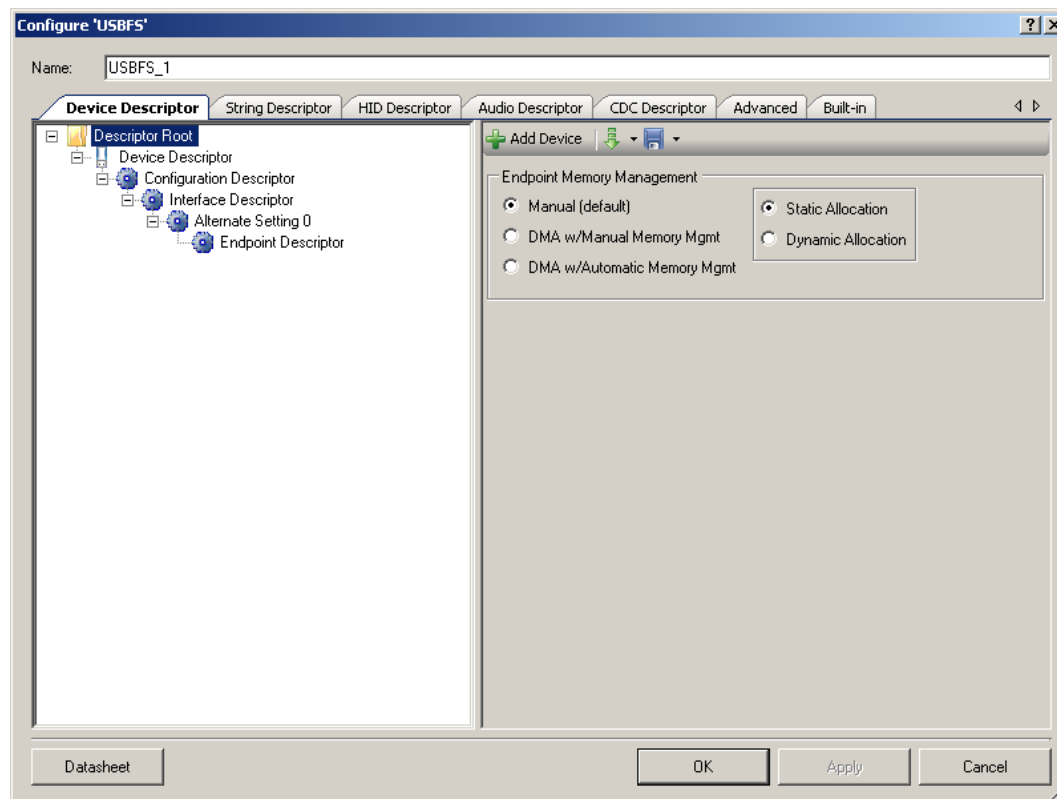 Configure 'USBFS'
Name: USBFS_1
Device Descriptor String Descriptor HID Descriptor Audio Descriptor CDC Descriptor Advanced Built-in
Descriptor Root
Device Descriptor
Configuration Descriptor
Interface Descriptor
Alternate Setting 0
Endpoint Descriptor
Add Device
Endpoint Memory Management
Manual (default)
DMA w/Manual Memory Mgmt
DMA w/Automatic Memory Mgmt
Static Allocation
Dynamic Allocation
Datasheet OK Apply Cancel